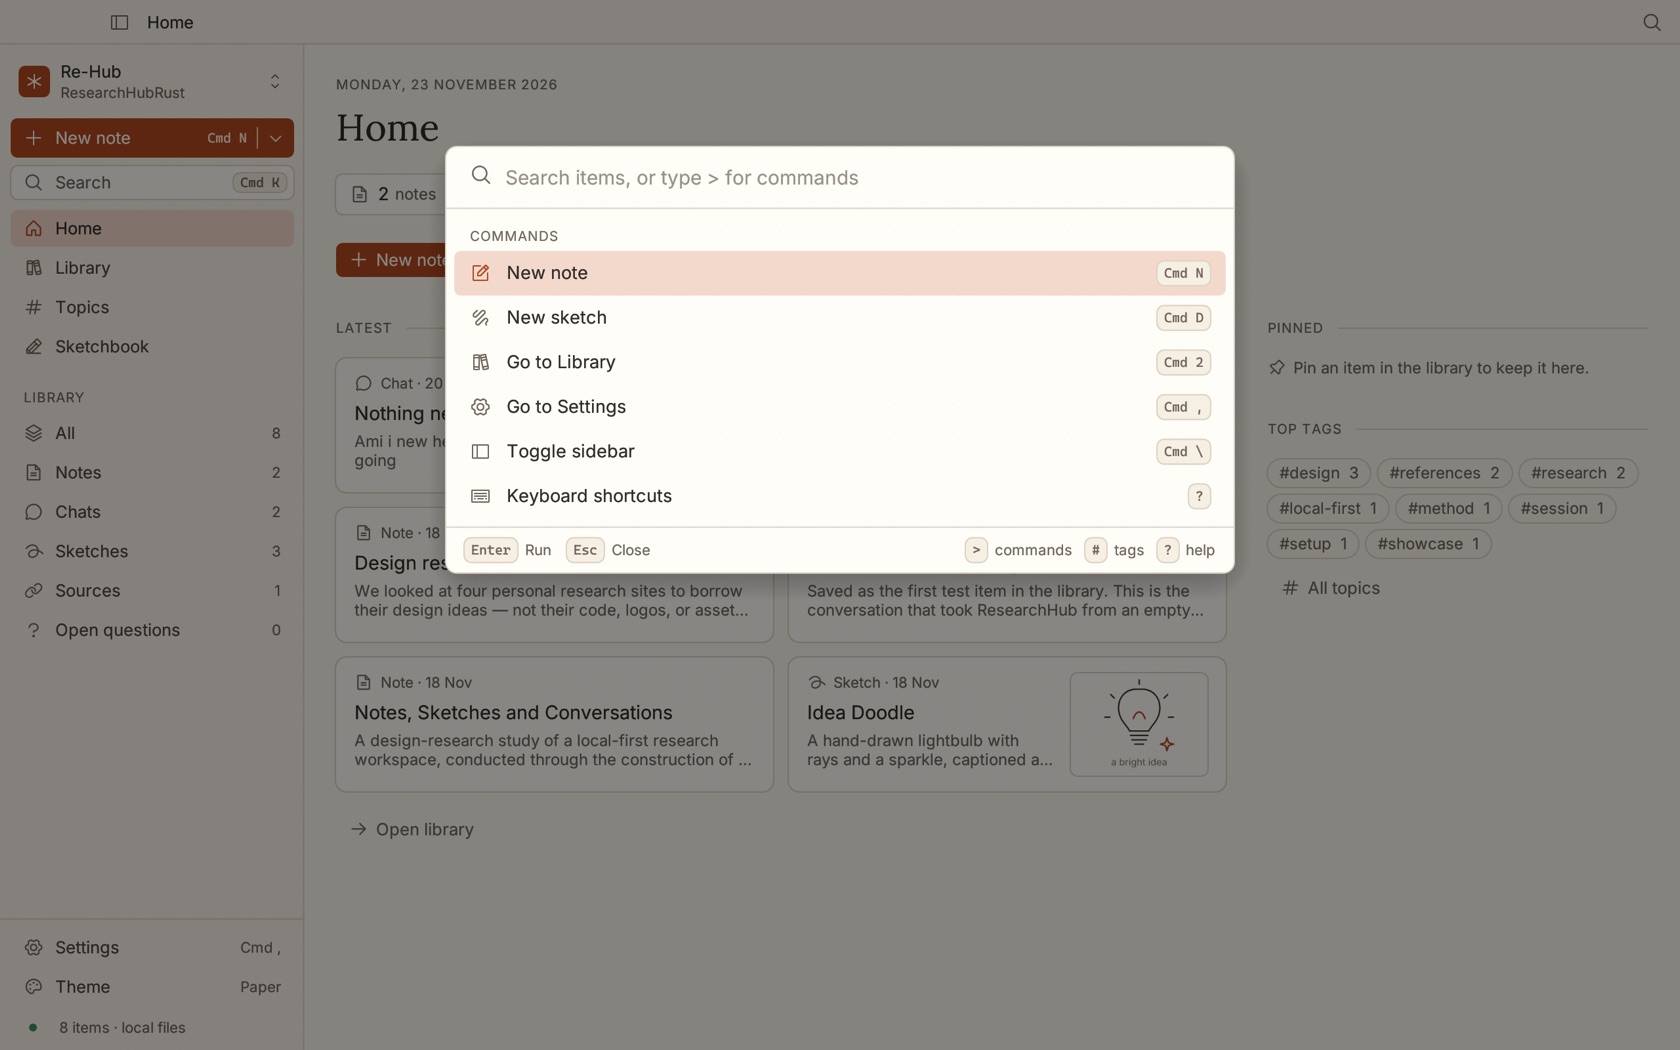 Home
Re-Hub
ResearchHubRust
New note Cmd N
Search Cmd K
Home
Library
Topics
Sketchbook
LIBRARY
All 8
Notes 2
Chats 2
Sketches 3
Sources 1
Open questions 0
Settings Cmd ,
Theme Paper
8 items · local files
MONDAY, 23 NOVEMBER 2026
Home
2 notes
New note
LATEST
Chat · 20
Nothing ne
Ami i new he
going
Note · 18
Design res
We looked at four personal research sites to borrow
their design ideas — not their code, logos, or asset...
Saved as the first test item in the library. This is the
conversation that took ResearchHub from an empty...
Note · 18 Nov
Notes, Sketches and Conversations
A design-research study of a local-first research
workspace, conducted through the construction of ...
Sketch · 18 Nov
Idea Doodle
A hand-drawn lightbulb with
rays and a sparkle, captioned a...
a bright idea
Open library
PINNED
Pin an item in the library to keep it here.
TOP TAGS
#design 3 #references 2 #research 2
#local-first 1 #method 1 #session 1
#setup 1 #showcase 1
# All topics
Search items, or type > for commands
COMMANDS
New note Cmd N
New sketch Cmd D
Go to Library Cmd 2
Go to Settings Cmd ,
Toggle sidebar Cmd \
Keyboard shortcuts ?
Enter Run Esc Close > commands # tags ? help